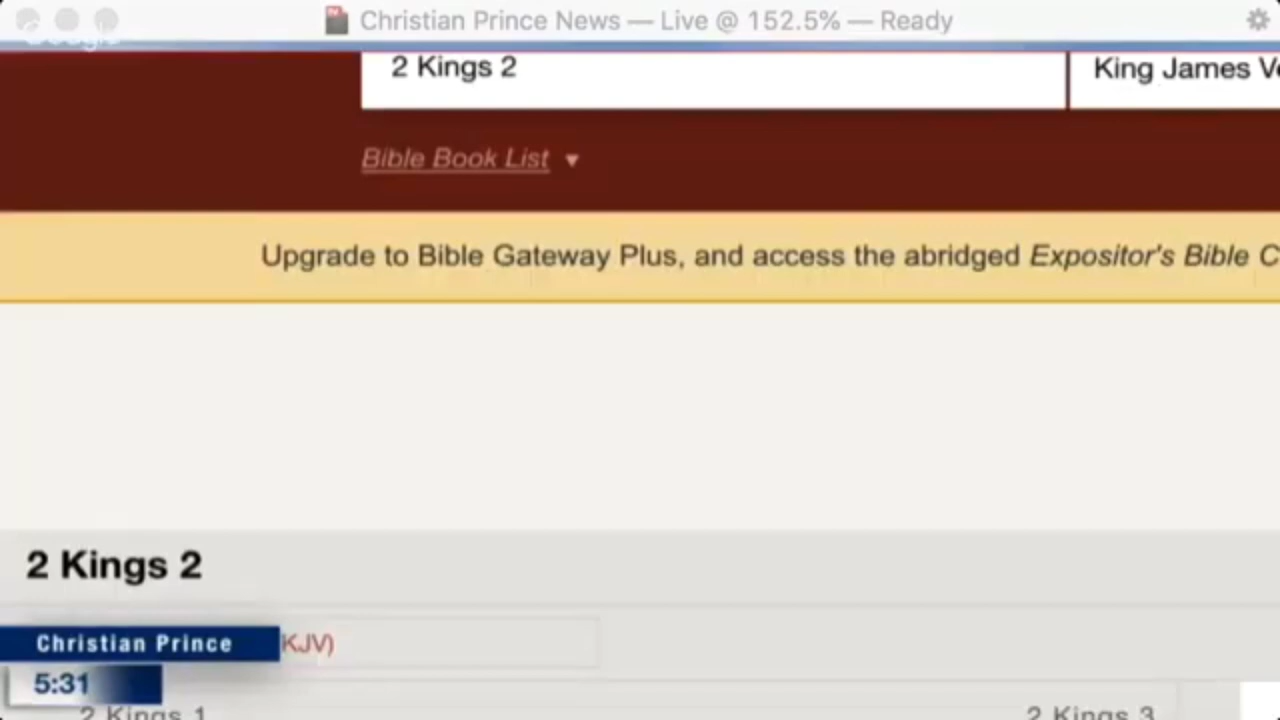 Christian Prince News — Live @ 152.5% — Ready
Google
2 Kings 2
King James Ve
Bible Book List ▼
Upgrade to Bible Gateway Plus, and access the abridged Expositor's Bible C
2 Kings 2
Christian Prince KJV)
5:31
2 Kings 1
2 Kings 3